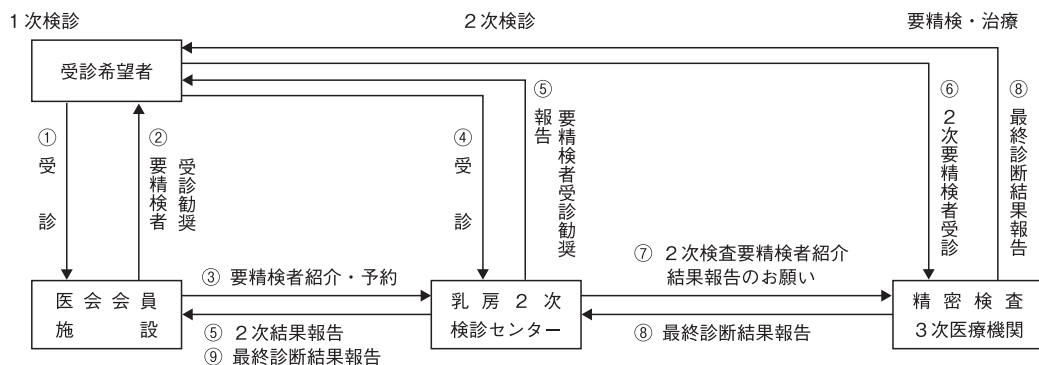 1次検診
2次検診
要精検・治療
受診希望者
①受診
②要精検者
受診勧奨
④受診
⑤報告
要精検者受診勧奨
⑥2次要精検者受診
⑧最終診断結果報告
③ 要精検者紹介・予約
⑦ 2次検査要精検者紹介
結果報告のお願い
医会会員
施設
乳房2次
検診センター
精密検査
3次医療機関
⑤ 2次結果報告
⑨ 最終診断結果報告
⑧ 最終診断結果報告